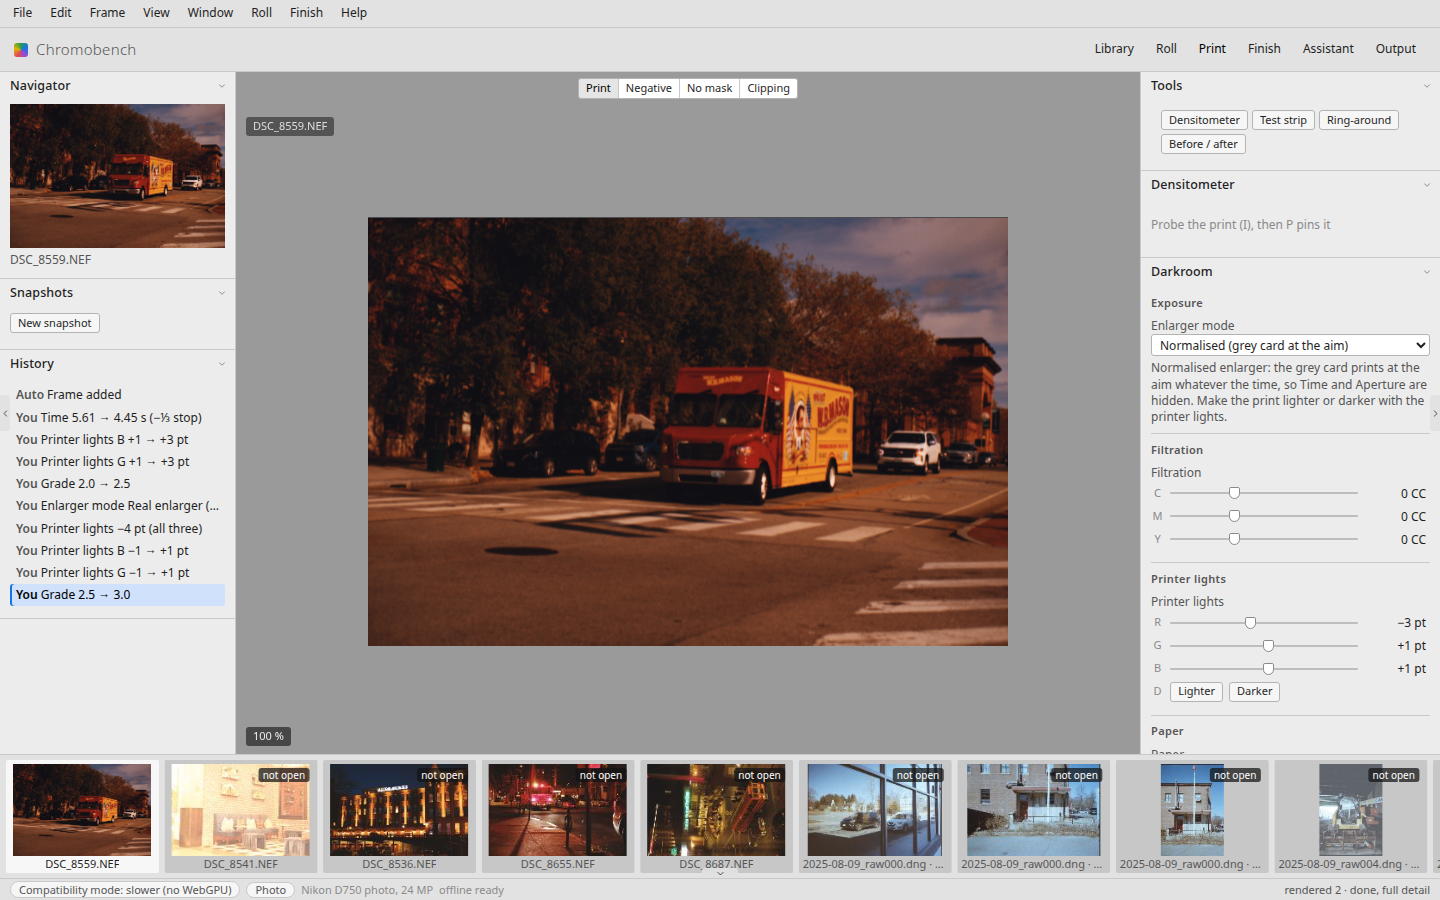 File Edit Frame View Window Roll Finish Help
Chromobench
Library Roll Print Finish Assistant Output
Navigator
DSC_8559.NEF
Snapshots
New snapshot
History
Auto Frame added
You Time 5.61 → 4.45 s (−⅓ stop)
You Printer lights B +1 → +3 pt
You Printer lights G +1 → +3 pt
You Grade 2.0 → 2.5
You Enlarger mode Real enlarger (...
You Printer lights −4 pt (all three)
You Printer lights B −1 → +1 pt
You Printer lights G −1 → +1 pt
You Grade 2.5 → 3.0
Print Negative No mask Clipping
DSC_8559.NEF
W.B.MASON
100 %
Tools
Densitometer Test strip Ring-around
Before / after
Densitometer
Probe the print (I), then P pins it
Darkroom
Exposure
Enlarger mode
Normalised (grey card at the aim)
Normalised enlarger: the grey card prints at the
aim whatever the time, so Time and Aperture are
hidden. Make the print lighter or darker with the
printer lights.
Filtration
Filtration
C 0 CC
M 0 CC
Y 0 CC
Printer lights
Printer lights
R −3 pt
G +1 pt
B +1 pt
D Lighter Darker
Paper
not open not open not open not open not open not open not open not open
DSC_8559.NEF DSC_8541.NEF DSC_8536.NEF DSC_8655.NEF DSC_8687.NEF 2025-08-09_raw000.dng · ... 2025-08-09_raw000.dng · ... 2025-08-09_raw000.dng · ... 2025-08-09_raw004.dng · ...
Compatibility mode: slower (no WebGPU) Photo Nikon D750 photo, 24 MP offline ready rendered 2 · done, full detail